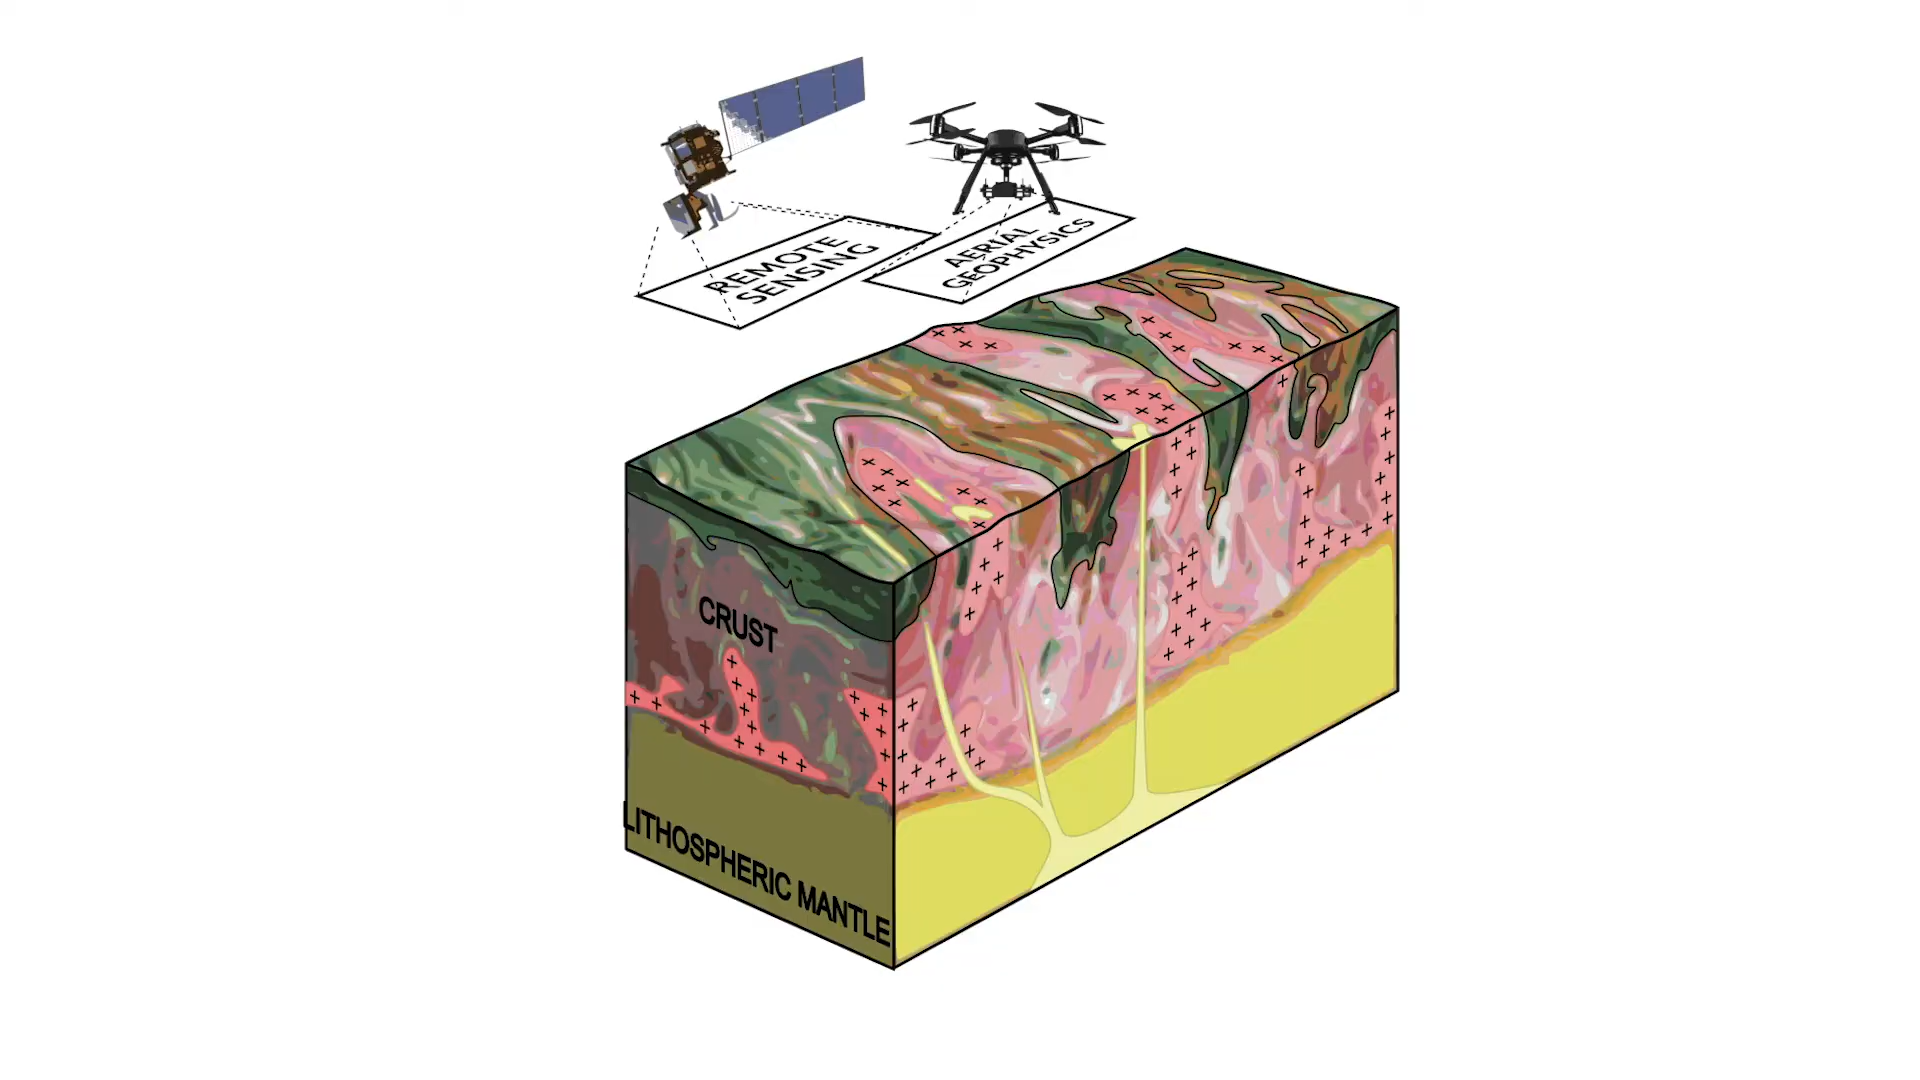 REMOTE
SENSING
AERIAL
GEOPHYSICS
CRUST
LITHOSPHERIC MANTLE